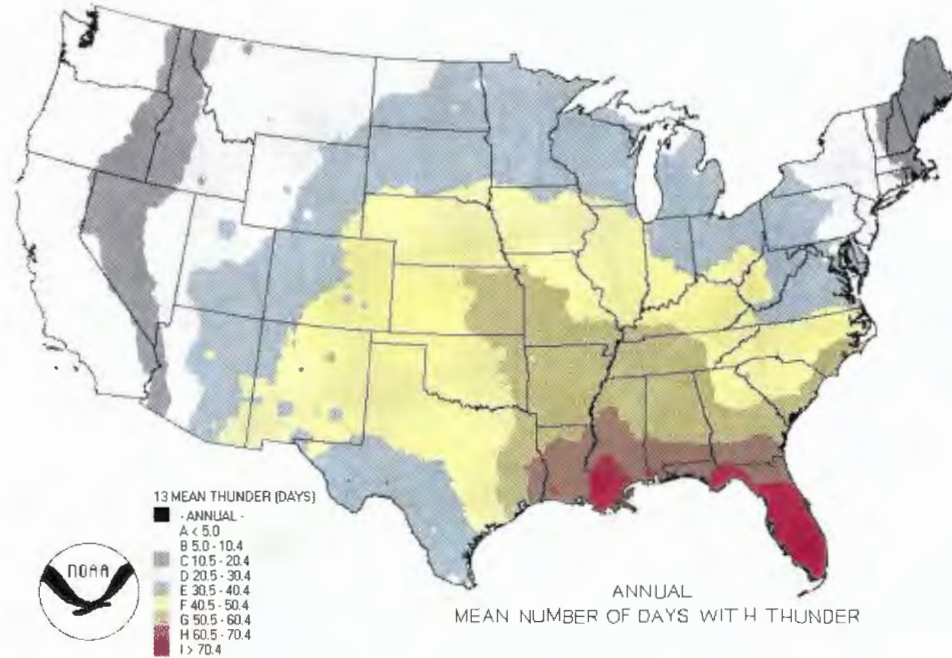 13 MEAN THUNDER (DAYS)
- ANNUAL -
A < 5.0
B 5.0 - 10.4
C 10.5 - 20.4
D 20.5 - 30.4
E 30.5 - 40.4
F 40.5 - 50.4
G 50.5 - 60.4
H 60.5 - 70.4
I > 70.4
NOAA
ANNUAL
MEAN NUMBER OF DAYS WITH THUNDER